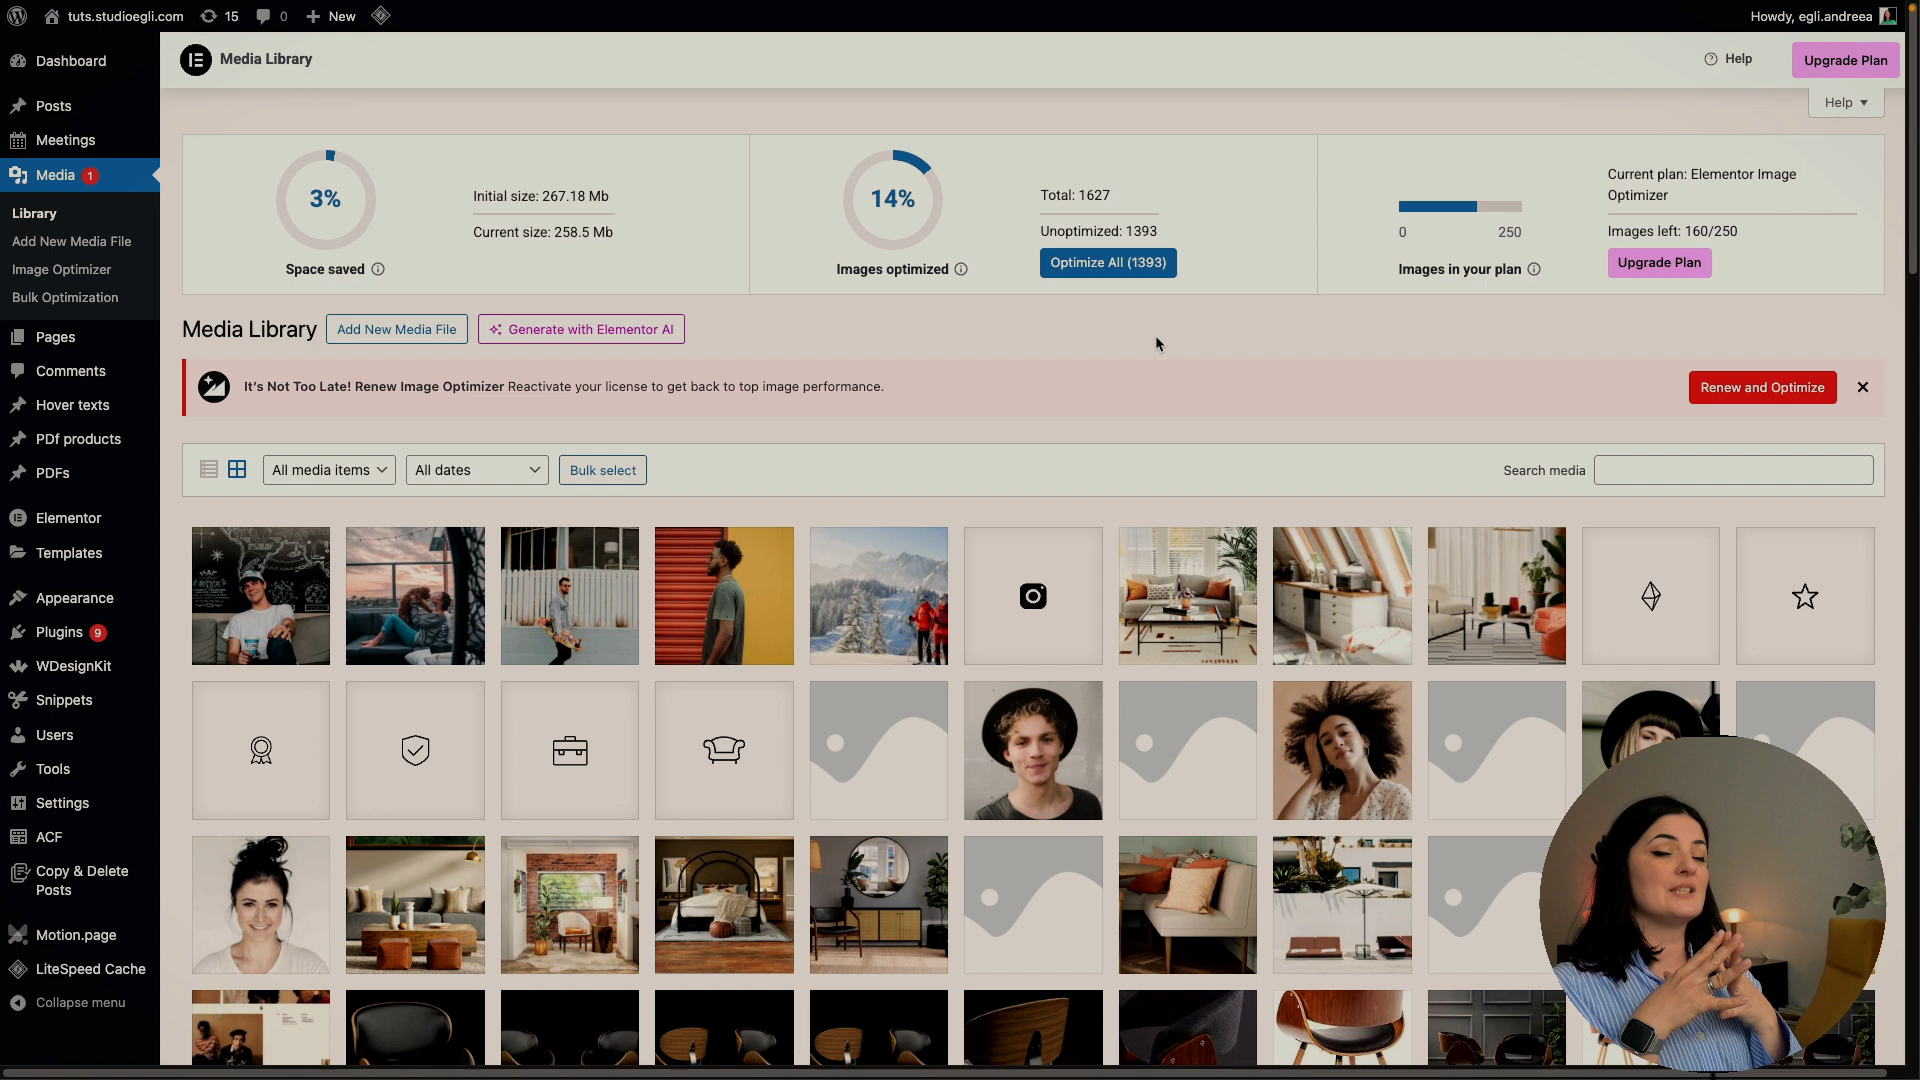 tuts.studioegli.com 15 0 New Howdy, egli.andreea
Dashboard
Posts
Meetings
Media 1
Library
Add New Media File
Image Optimizer
Bulk Optimization
Pages
Comments
Hover texts
PDf products
PDFs
Elementor
Templates
Appearance
Plugins 9
WDesignKit
Snippets
Users
Tools
Settings
ACF
Copy & Delete
Posts
Motion.page
LiteSpeed Cache
Collapse menu
Media Library
Help
Upgrade Plan
Help
3%
Space saved
Initial size: 267.18 Mb
Current size: 258.5 Mb
14%
Images optimized
Total: 1627
Unoptimized: 1393
Optimize All (1393)
0 250
Images in your plan
Current plan: Elementor Image
Optimizer
Images left: 160/250
Upgrade Plan
Media Library Add New Media File Generate with Elementor AI
It's Not Too Late! Renew Image Optimizer Reactivate your license to get back to top image performance. Renew and Optimize
All media items All dates Bulk select Search media